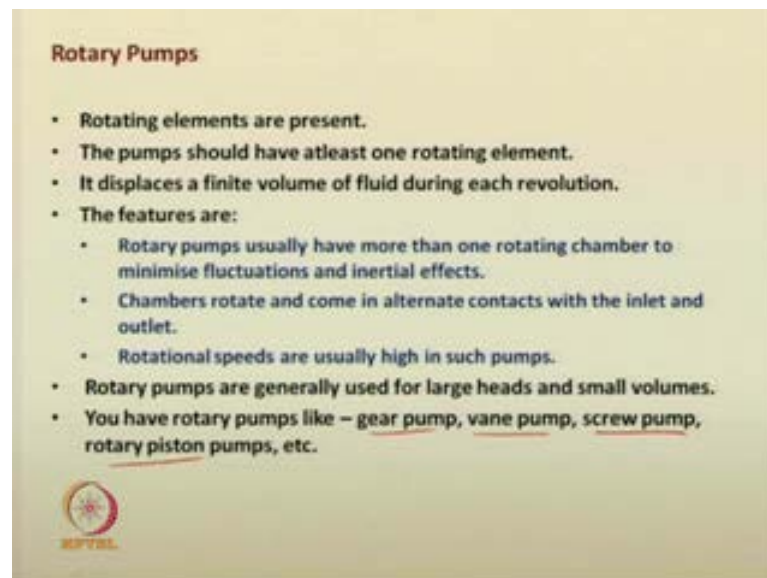 Rotary Pumps
• Rotating elements are present.
• The pumps should have atleast one rotating element.
• It displaces a finite volume of fluid during each revolution.
• The features are:
• Rotary pumps usually have more than one rotating chamber to
minimise fluctuations and inertial effects.
• Chambers rotate and come in alternate contacts with the inlet and
outlet.
• Rotational speeds are usually high in such pumps.
• Rotary pumps are generally used for large heads and small volumes.
• You have rotary pumps like – gear pump, vane pump, screw pump,
rotary piston pumps, etc.
NPTEL